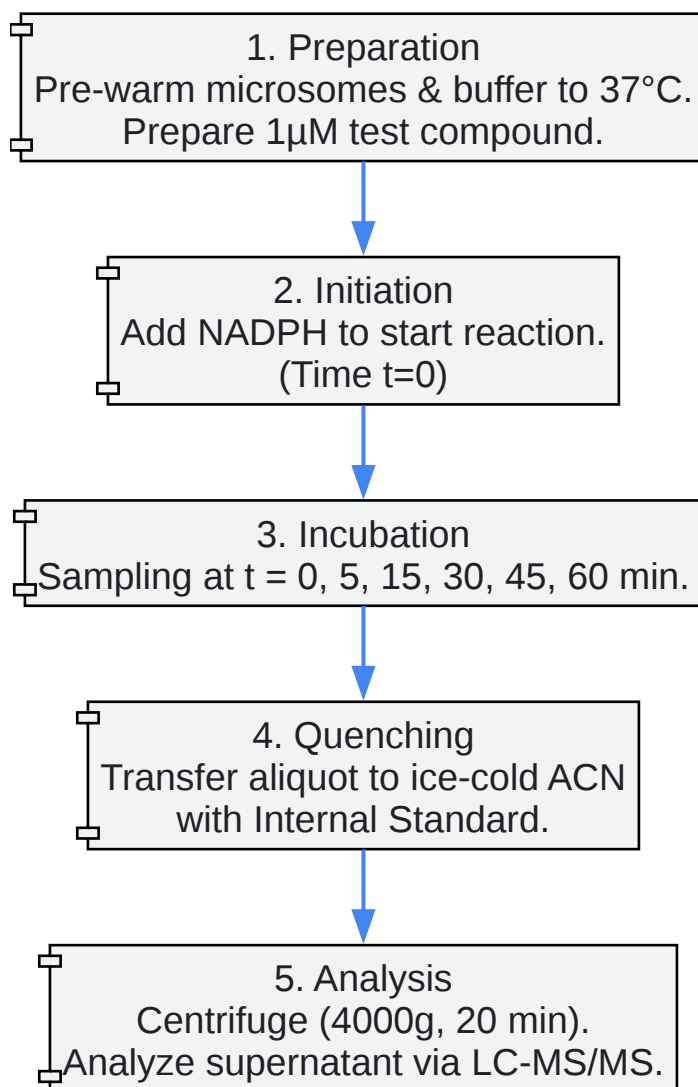 1. Preparation
Pre-warm microsomes & buffer to 37°C.
Prepare 1µM test compound.
2. Initiation
Add NADPH to start reaction.
(Time t=0)
3. Incubation
Sampling at t = 0, 5, 15, 30, 45, 60 min.
4. Quenching
Transfer aliquot to ice-cold ACN
with Internal Standard.
5. Analysis
Centrifuge (4000g, 20 min).
Analyze supernatant via LC-MS/MS.